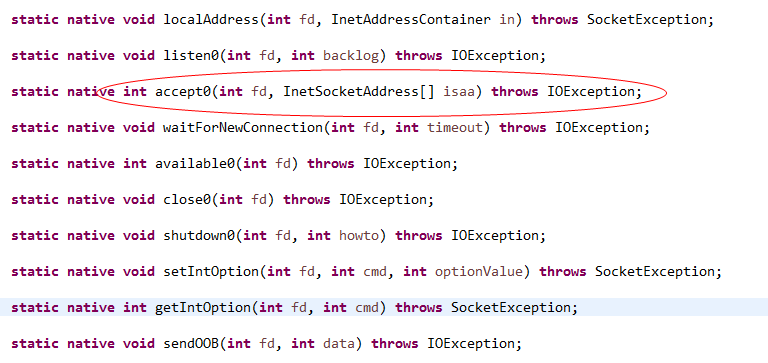 static native void localAddress(int fd, InetAddressContainer in) throws SocketException;
static native void listen0(int fd, int backlog) throws IOException;
static native int accept0(int fd, InetSocketAddress[] isaa) throws IOException;
static native void waitForNewConnection(int fd, int timeout) throws IOException;
static native int available0(int fd) throws IOException;
static native void close0(int fd) throws IOException;
static native void shutdown0(int fd, int howto) throws IOException;
static native void setIntOption(int fd, int cmd, int optionValue) throws SocketException;
static native int getIntOption(int fd, int cmd) throws SocketException;
static native void sendOOB(int fd, int data) throws IOException;